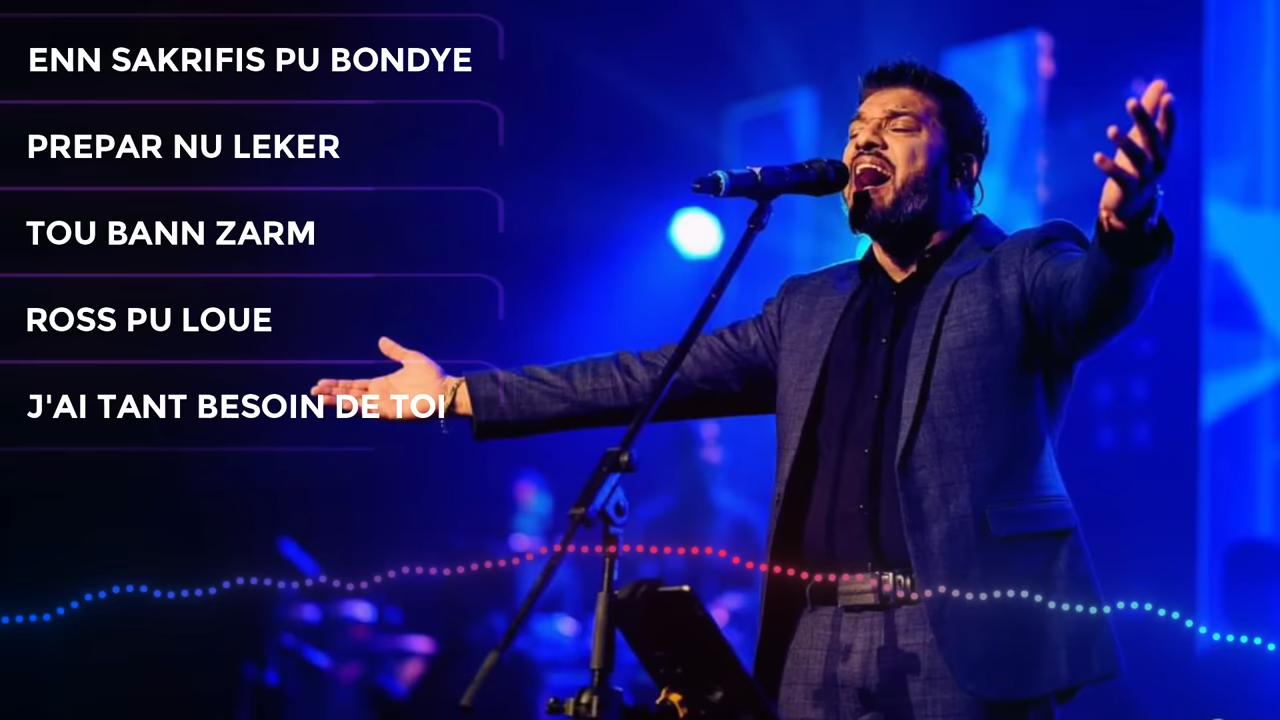 ENN SAKRIFIS PU BONDYE
PREPAR NU LEKER
TOU BANN ZARM
ROSS PU LOUE
J'AI TANT BESOIN DE TOI